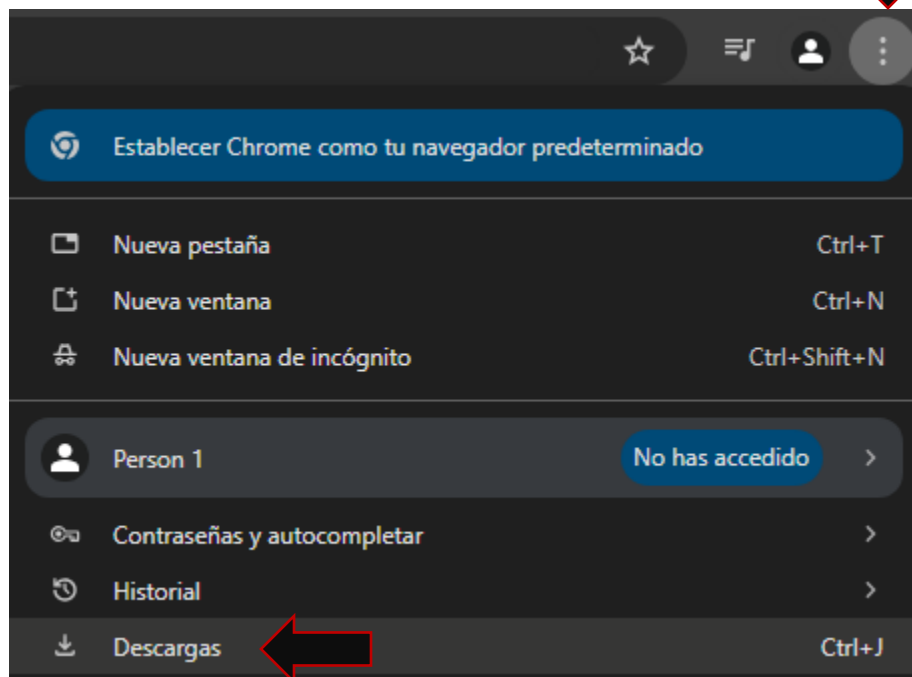 Establecer Chrome como tu navegador predeterminado
Nueva pestaña Ctrl+T
Nueva ventana Ctrl+N
Nueva ventana de incógnito Ctrl+Shift+N
Person 1 No has accedido
Contraseñas y autocompletar
Historial
Descargas Ctrl+J